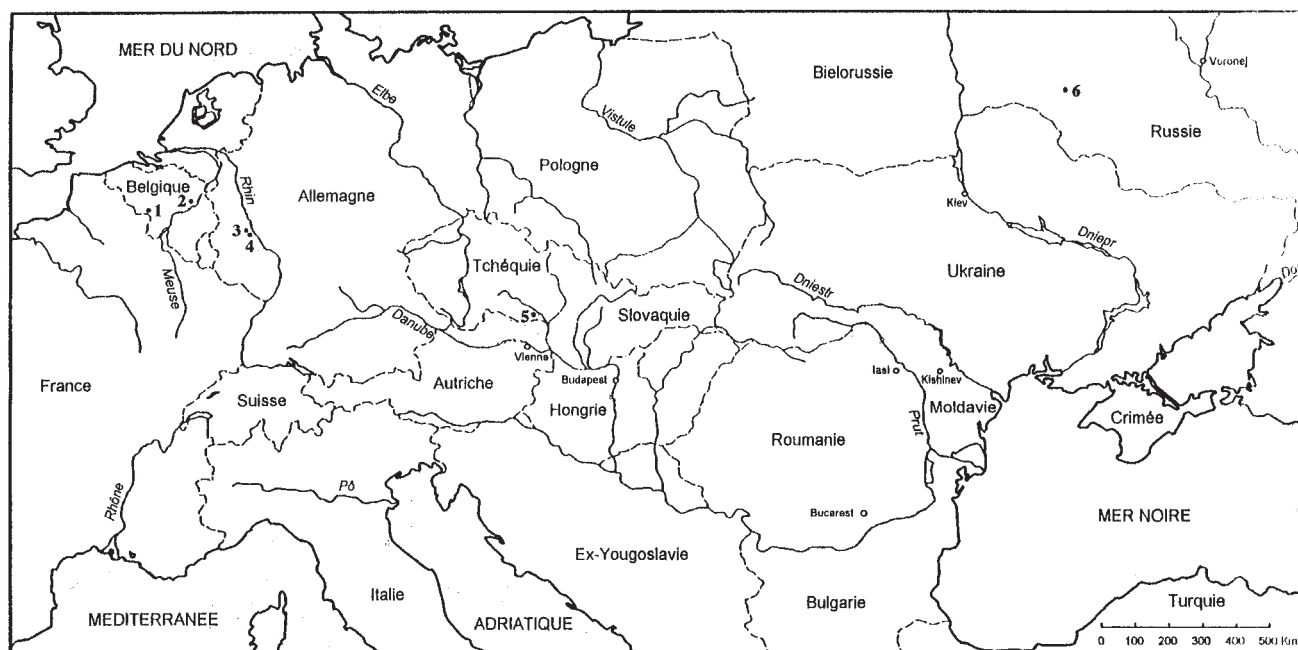 MER DU NORD
Elbe
Vistule
Bielorussie
Voronej
6
Russie
Pologne
Belgique
1
2
Rhin
3
4
Allemagne
Kiev
Dniepr
Meuse
Tchéquie
5
Dniestr
Ukraine
Slovaquie
Danube
Vienne
France
Autriche
Budapest
Iasi
Kishinev
Suisse
Hongrie
Moldavie
Crimée
Roumanie
Prut
Rhône
Pô
Bucarest
MER NOIRE
Ex-Yougoslavie
Italie
Bulgarie
Turquie
MEDITERRANEE
ADRIATIQUE
0 100 200 300 400 500 Km